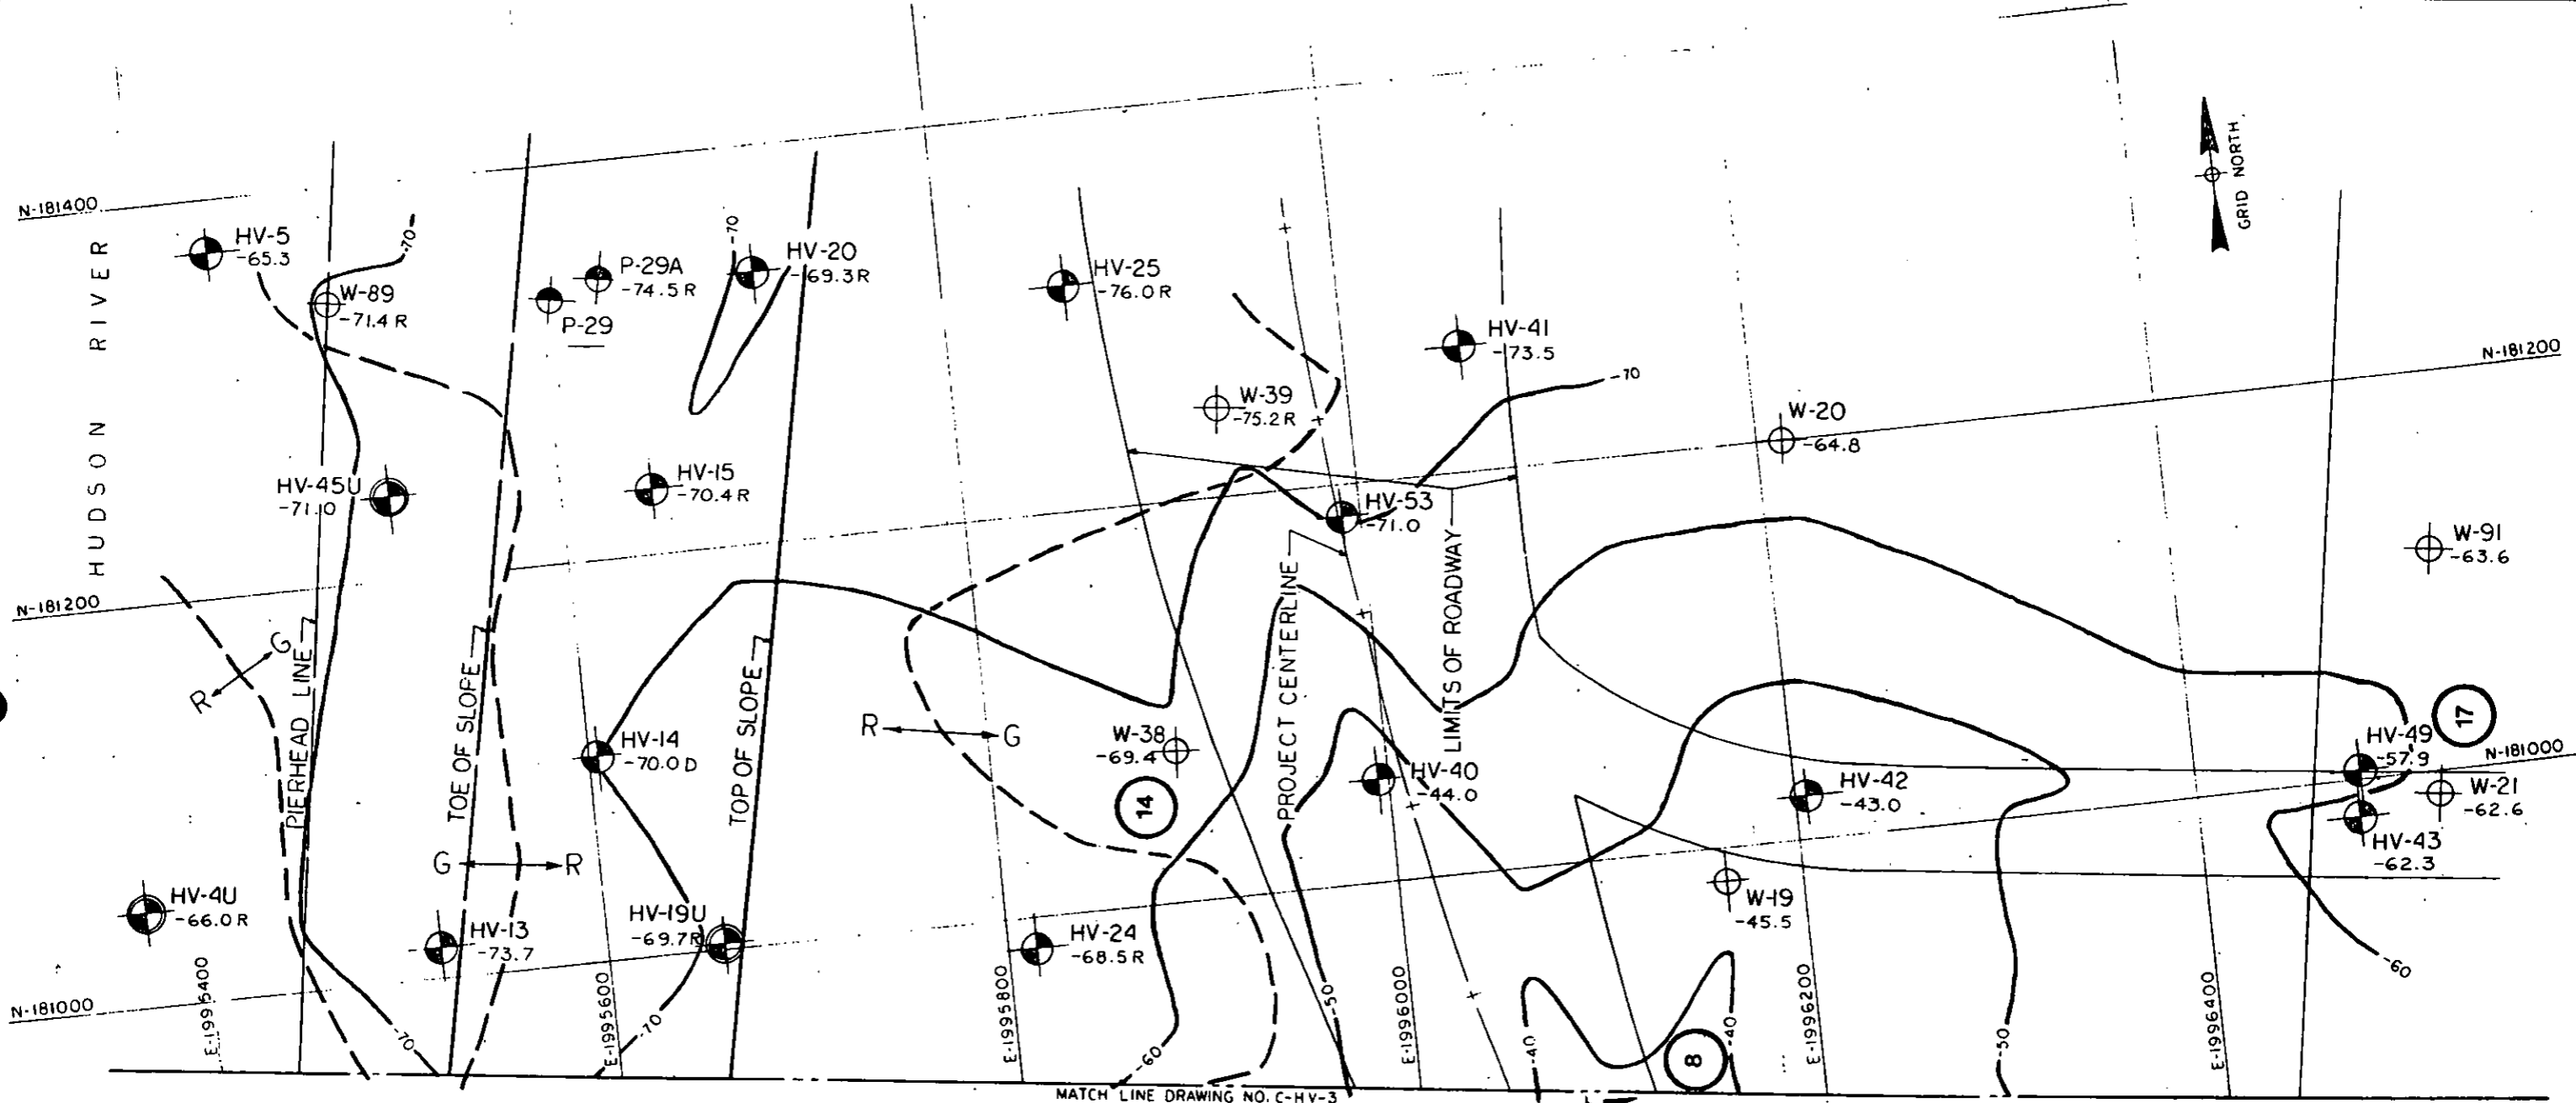 N-181400
HUDSON RIVER
HV-5
-65.3
-70-
W-89
-71.4 R
P-29A
-74.5 R
P-29
-70
HV-20
-69.3R
HV-25
-76.0 R
HV-41
-73.5
GRID NORTH
N-181200
W-39
-75.2 R
-70
W-20
-64.8
HV-45U
-71.0
HV-15
-70.4 R
HV-53
-71.0
W-91
-63.6
N-181200
R
G
PIERHEAD LINE
TOE OF SLOPE
TOP OF SLOPE
PROJECT CENTERLINE
LIMITS OF ROADWAY
HV-14
-70.0 D
R
G
W-38
-69.4
14
HV-40
-44.0
HV-42
-43.0
17
HV-49
-57.9
N-181000
W-21
-62.6
HV-43
-62.3
G
R
HV-4U
-66.0 R
HV-13
-73.7
HV-19U
-69.7R
HV-24
-68.5 R
W-19
-45.5
-60
N-181000
E-1995400
-70
E-1995600
-70
E-1995800
-60
-50
E-1996000
-40
8
-40
E-1996200
-50
E-1996400
MATCH LINE DRAWING NO. C-HV-3